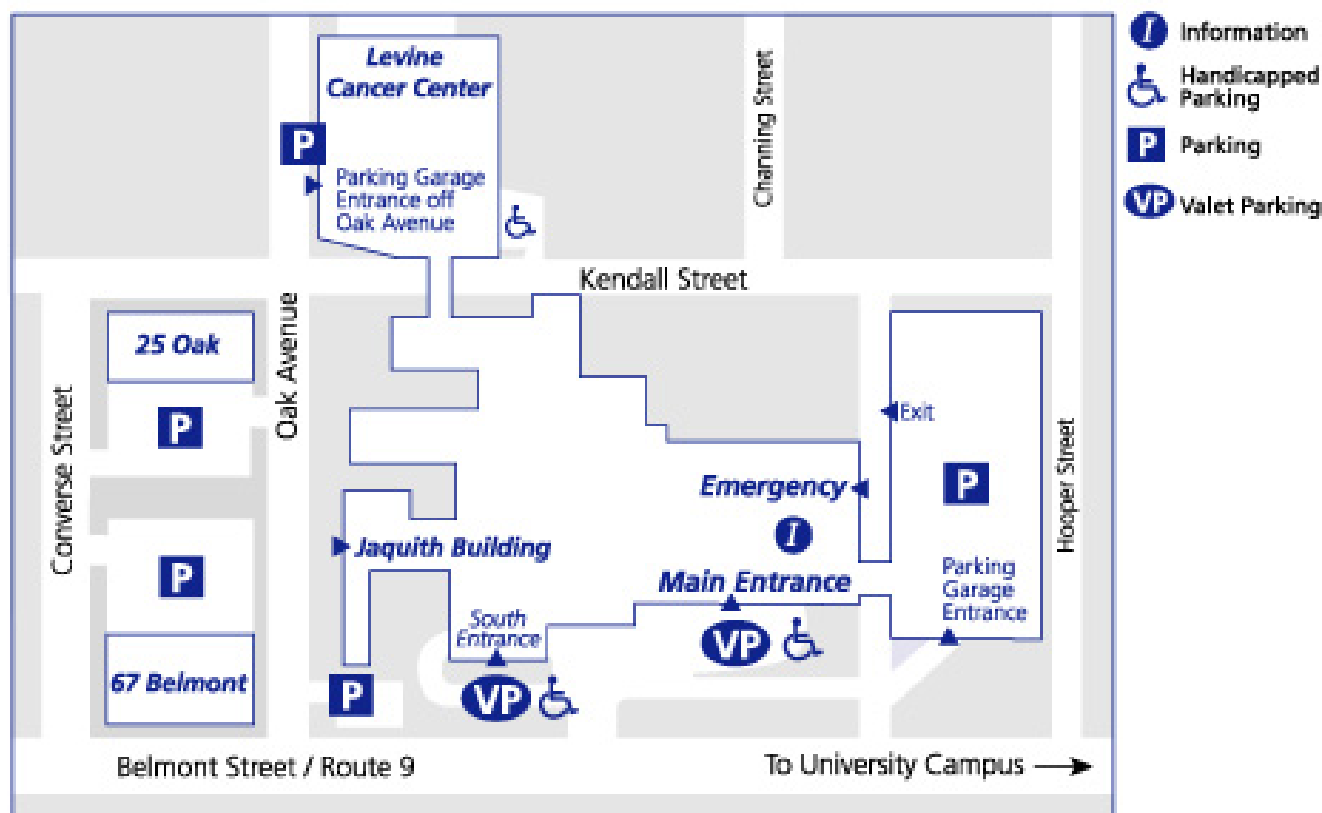 Levine
Cancer Center
P
Parking Garage
Entrance off
Oak Avenue
Channing Street
I Information
Handicapped
Parking
P Parking
VP Valet Parking
Kendall Street
25 Oak
Oak Avenue
P
Converse Street
Exit
Emergency
P
Hooper Street
I
Jaquith Building
P
Main Entrance
Parking
Garage
Entrance
South
Entrance
VP
67 Belmont
P
VP
Belmont Street / Route 9
To University Campus